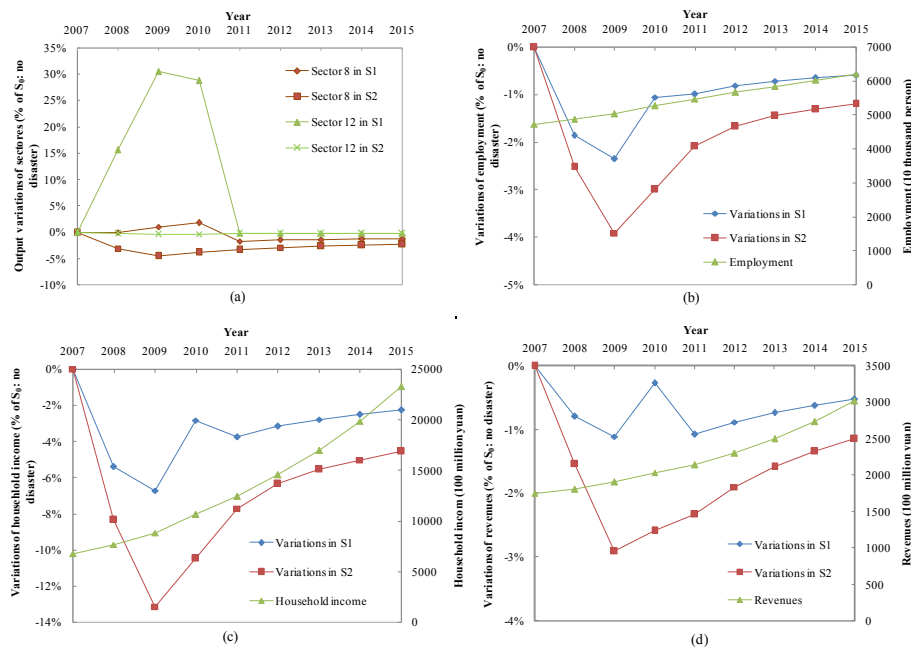 Year
2007 2008 2009 2010 2011 2012 2013 2014 2015
35%
30%
25%
20%
15%
10%
5%
0%
-5%
-10%
Output variations of sectores (% of S0: no disaster)
Sector 8 in S1
Sector 8 in S2
Sector 12 in S1
Sector 12 in S2
(a)
Year
2007 2008 2009 2010 2011 2012 2013 2014 2015
0%
-1%
-2%
-3%
-4%
-5%
Variations of employment (% of S0: no disaster)
7000
6000
5000
4000
3000
2000
1000
0
Employment (10 thousand person)
Variations in S1
Variations in S2
Employment
(b)
Year
2007 2008 2009 2010 2011 2012 2013 2014 2015
0%
-2%
-4%
-6%
-8%
-10%
-12%
-14%
Variations of household income (% of S0: no disaster)
25000
20000
15000
10000
5000
0
Household income (100 million yuan)
Variations in S1
Variations in S2
Household income
(c)
Year
2007 2008 2009 2010 2011 2012 2013 2014 2015
0%
-1%
-2%
-3%
-4%
Variations of revenues (% of S0: no disaster)
3500
3000
2500
2000
1500
1000
500
0
Revenues (100 million yuan)
Variations in S1
Variations in S2
Revenues
(d)